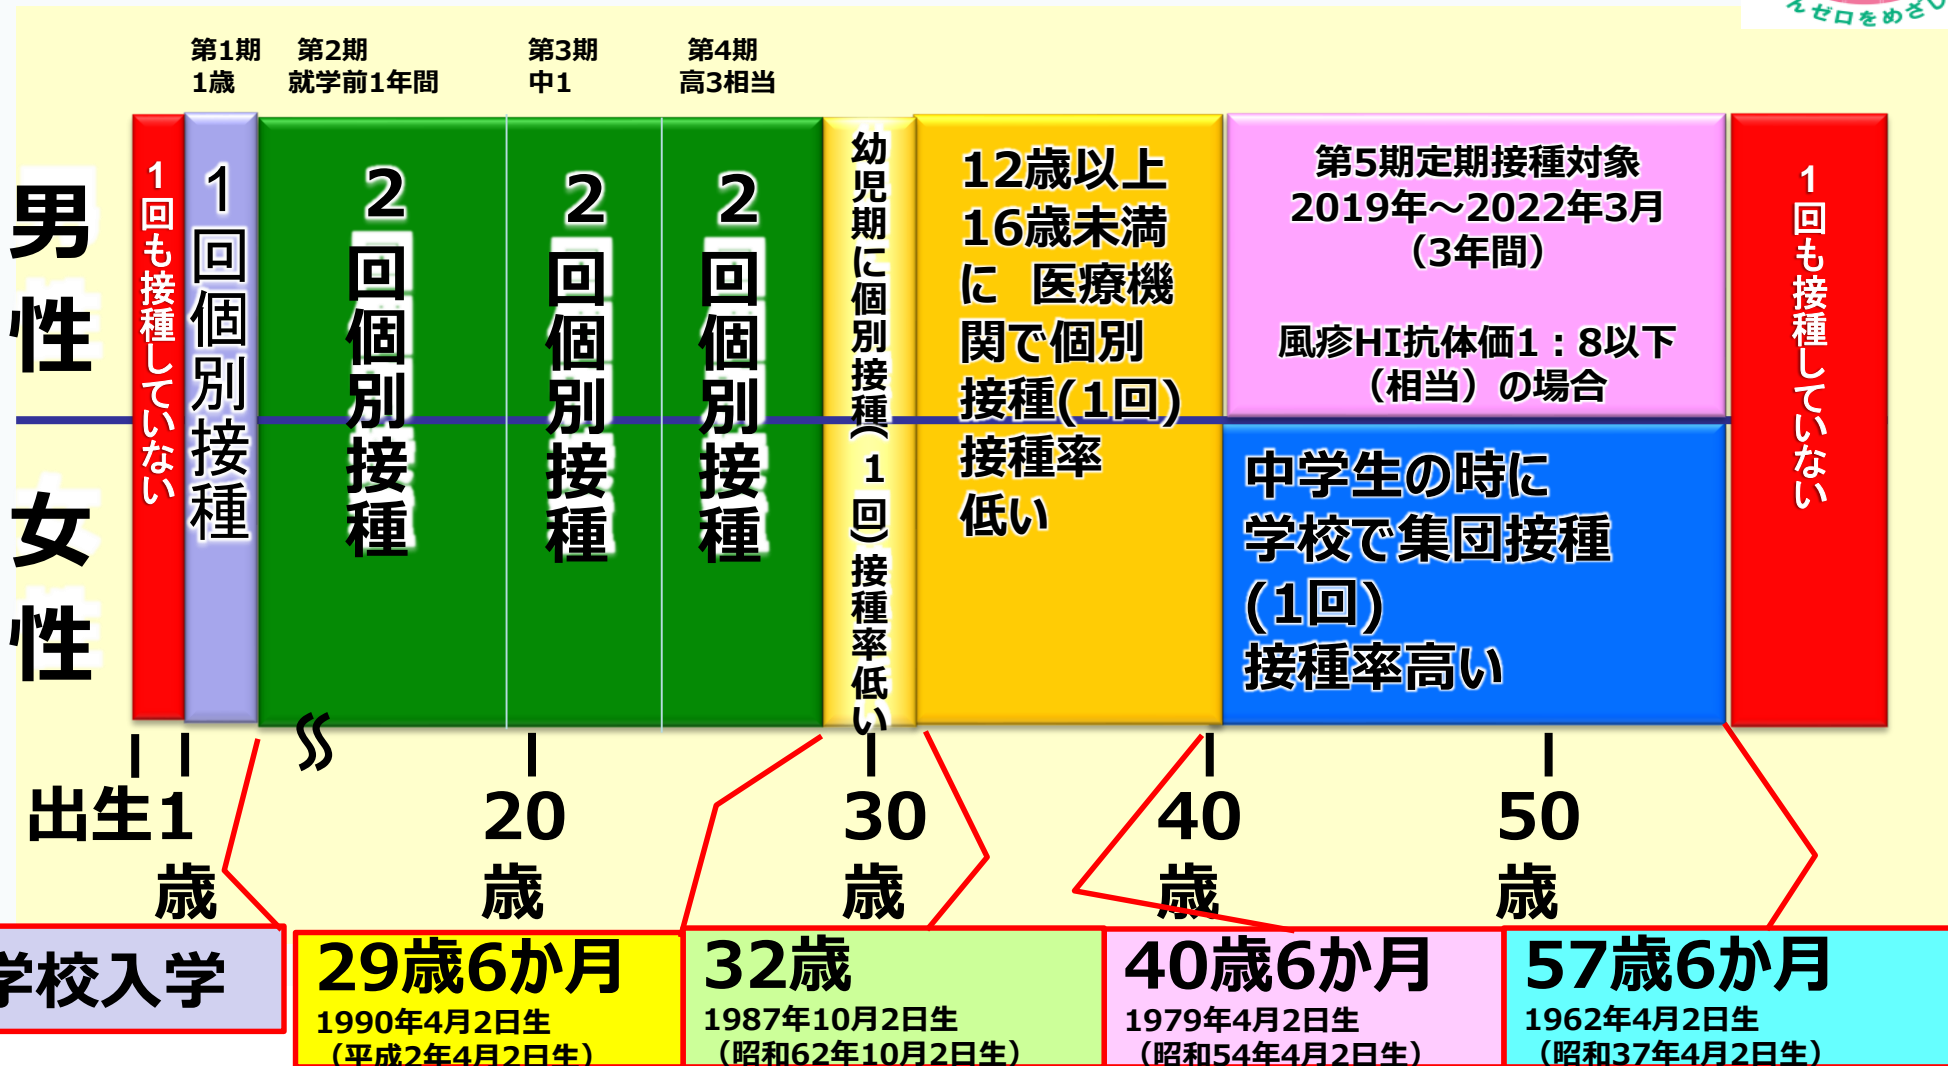 んゼロをめざし
第1期
1歳
第2期
就学前1年間
第3期
中1
第4期
高3相当
男性
女性
1回も接種していない
1回個別接種
2回個別接種
2回個別接種
2回個別接種
幼児期に個別接種(1回)接種率低い
12歳以上
16歳未満
に 医療機
関で個別
接種(1回)
接種率
低い
第5期定期接種対象
2019年～2022年3月
（3年間）
風疹HI抗体価1：8以下
（相当）の場合
中学生の時に
学校で集団接種
(1回)
接種率高い
1回も接種していない
出生
1歳
20歳
30歳
40歳
50歳
学校入学
29歳6か月
1990年4月2日生
（平成2年4月2日生）
32歳
1987年10月2日生
（昭和62年10月2日生）
40歳6か月
1979年4月2日生
（昭和54年4月2日生）
57歳6か月
1962年4月2日生
（昭和37年4月2日生）